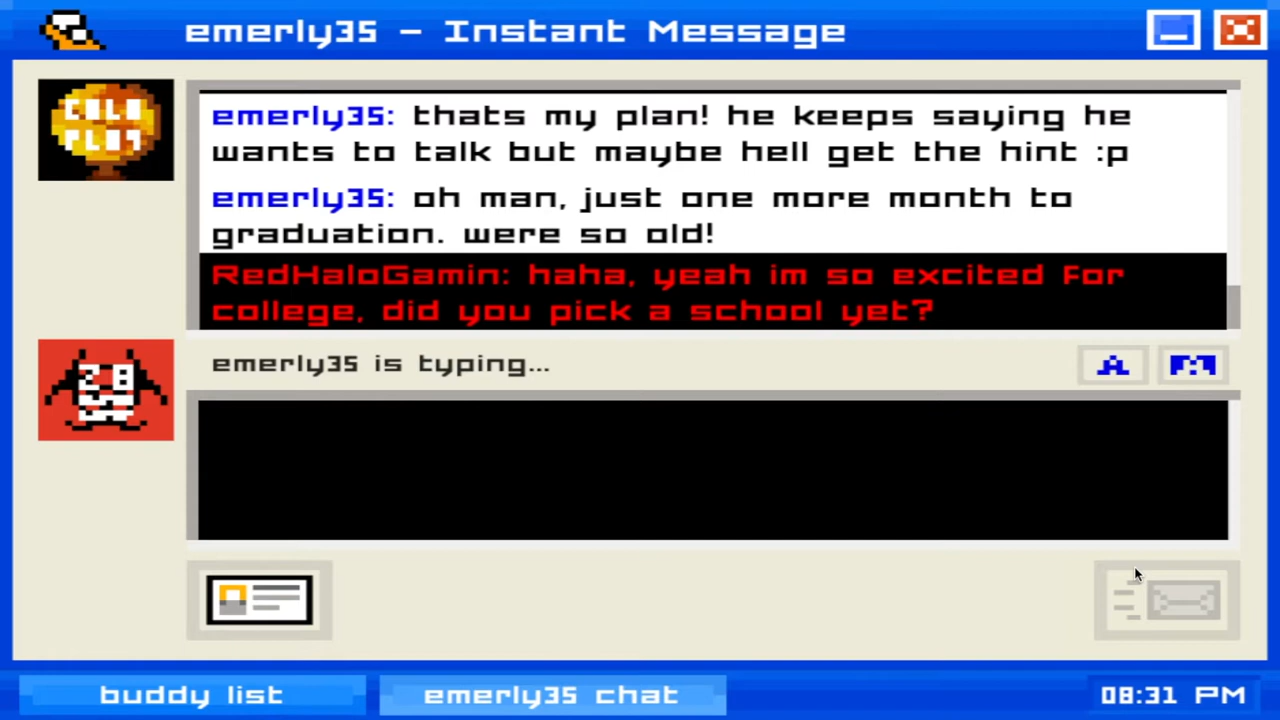 emerly35 - Instant Message
COLD
PLAY
emerly35: thats my plan! he keeps saying he
wants to talk but maybe hell get the hint :p
emerly35: oh man, just one more month to
graduation. were so old!
RedHaloGamin: haha, yeah im so excited for
college, did you pick a school yet?
emerly35 is typing...
A
buddy list
emerly35 chat
08:31 PM